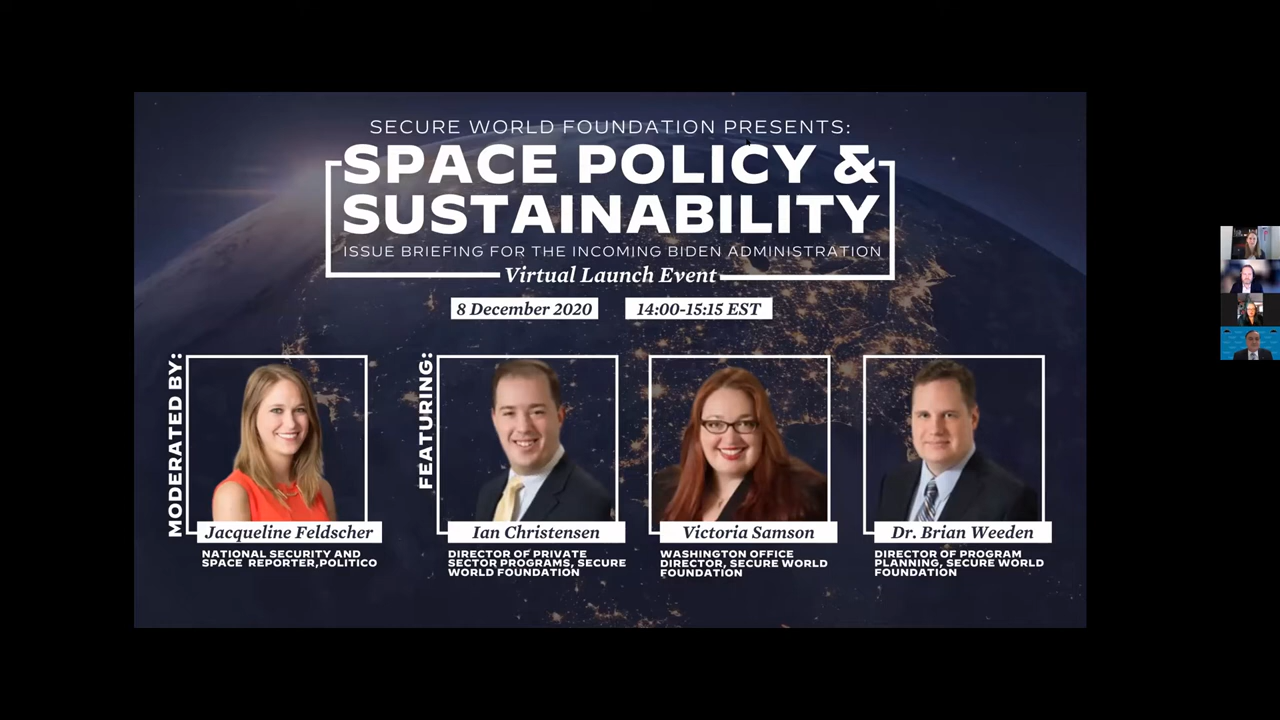 SECURE WORLD FOUNDATION PRESENTS:
SPACE POLICY &
SUSTAINABILITY
ISSUE BRIEFING FOR THE INCOMING BIDEN ADMINISTRATION
Virtual Launch Event
8 December 2020
14:00-15:15 EST
MODERATED BY:
Jacqueline Feldscher
NATIONAL SECURITY AND
SPACE REPORTER,POLITICO
FEATURING:
Ian Christensen
DIRECTOR OF PRIVATE
SECTOR PROGRAMS, SECURE
WORLD FOUNDATION
Victoria Samson
WASHINGTON OFFICE
DIRECTOR, SECURE WORLD
FOUNDATION
Dr. Brian Weeden
DIRECTOR OF PROGRAM
PLANNING, SECURE WORLD
FOUNDATION